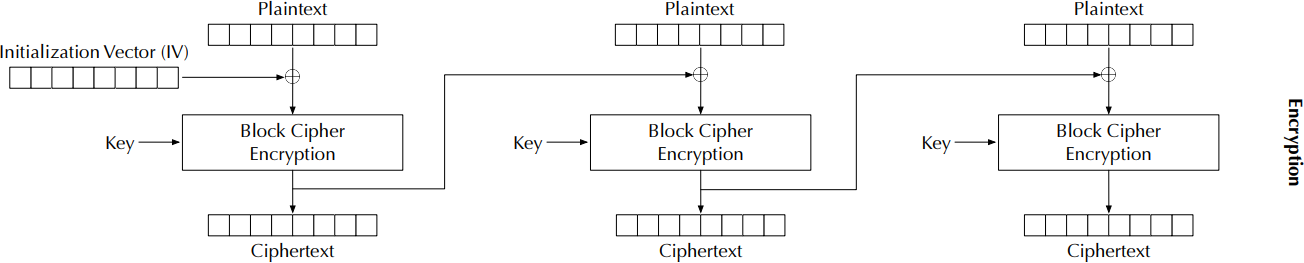 Plaintext
Plaintext
Plaintext
Initialization Vector (IV)
Key
Block Cipher
Encryption
Key
Block Cipher
Encryption
Key
Block Cipher
Encryption
Ciphertext
Ciphertext
Ciphertext
Encryption